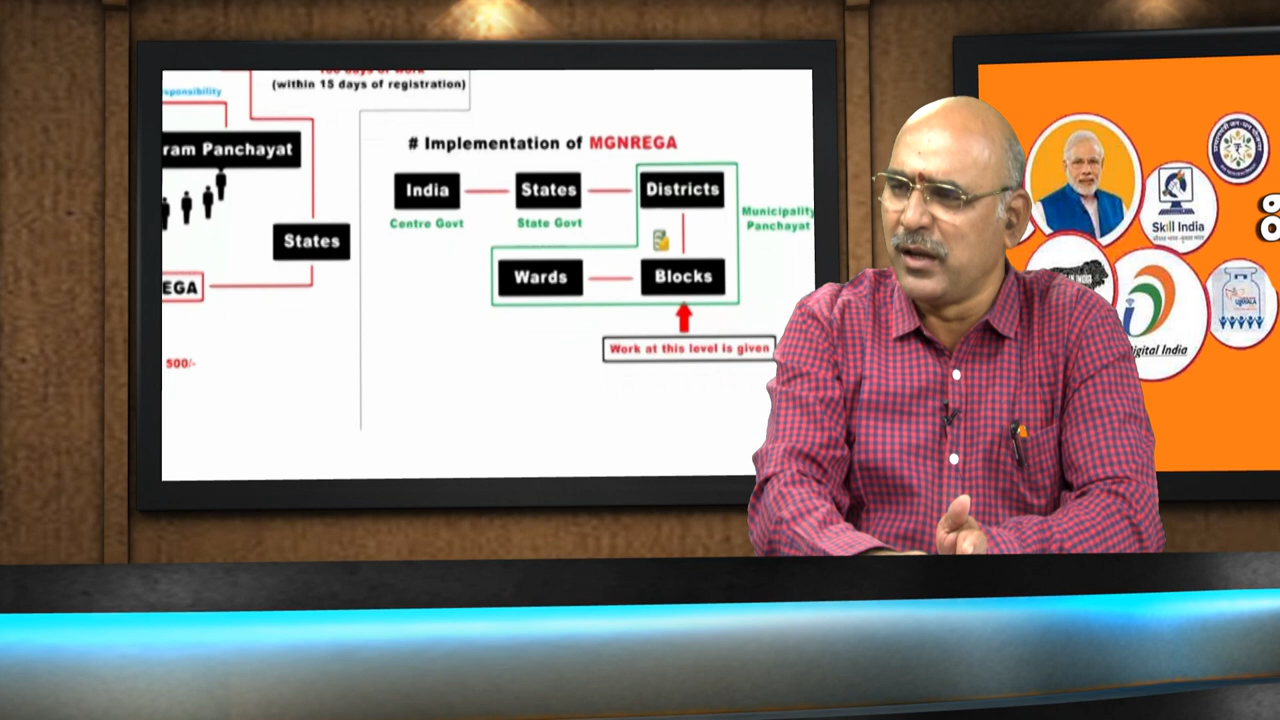 (within 15 days of registration)
sponsibility
ram Panchayat
States
EGA
500/-
# Implementation of MGNREGA
India
States
Districts
Centre Govt
State Govt
Municipality
Panchayat
Wards
Blocks
Work at this level is given
Skill India
igital India